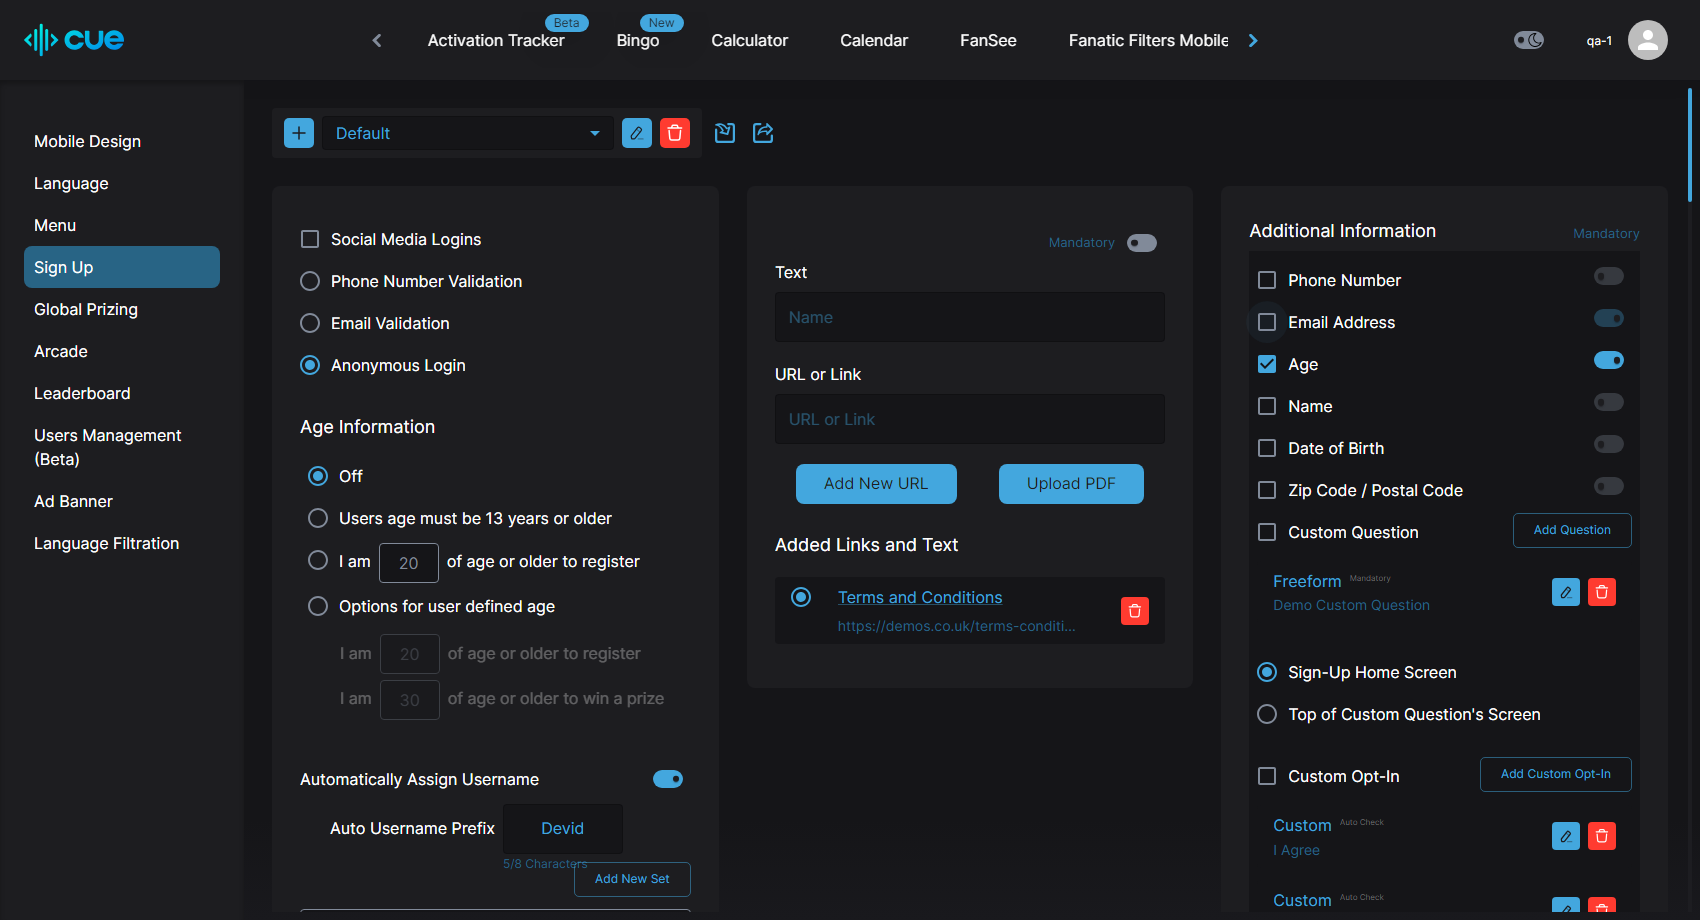 cue
Activation Tracker
Beta
Bingo
New
Calculator
Calendar
FanSee
Fanatic Filters Mobile
qa-1
Mobile Design
Language
Menu
Sign Up
Global Prizing
Arcade
Leaderboard
Users Management
(Beta)
Ad Banner
Language Filtration
Default
Social Media Logins
Phone Number Validation
Email Validation
Anonymous Login
Age Information
Off
Users age must be 13 years or older
I am 20 of age or older to register
Options for user defined age
I am 20 of age or older to register
I am 30 of age or older to win a prize
Automatically Assign Username
Auto Username Prefix Devid
5/8 Characters
Add New Set
Mandatory
Text
Name
URL or Link
URL or Link
Add New URL
Upload PDF
Added Links and Text
Terms and Conditions
https://demos.co.uk/terms-conditi...
Additional Information
Mandatory
Phone Number
Email Address
Age
Name
Date of Birth
Zip Code / Postal Code
Custom Question
Add Question
Freeform Mandatory
Demo Custom Question
Sign-Up Home Screen
Top of Custom Question's Screen
Custom Opt-In
Add Custom Opt-In
Custom Auto Check
I Agree
Custom Auto Check